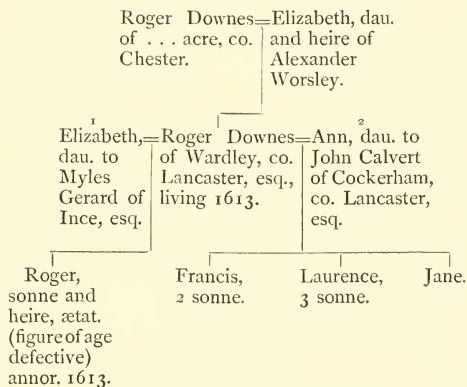 Roger Downes=Elizabeth, dau.
of . . . acre, co. and heire of
Chester. Alexander
Worsley.
1 2
Elizabeth,=Roger Downes=Ann, dau. to
dau. to of Wardley, co. John Calvert
Myles Lancaster, esq., of Cockerham,
Gerard of living 1613. co. Lancaster,
Ince, esq. esq.
Roger, Francis, Laurence, Jane.
sonne and 2 sonne. 3 sonne.
heire, ætat.
(figure of age
defective)
annor. 1613.